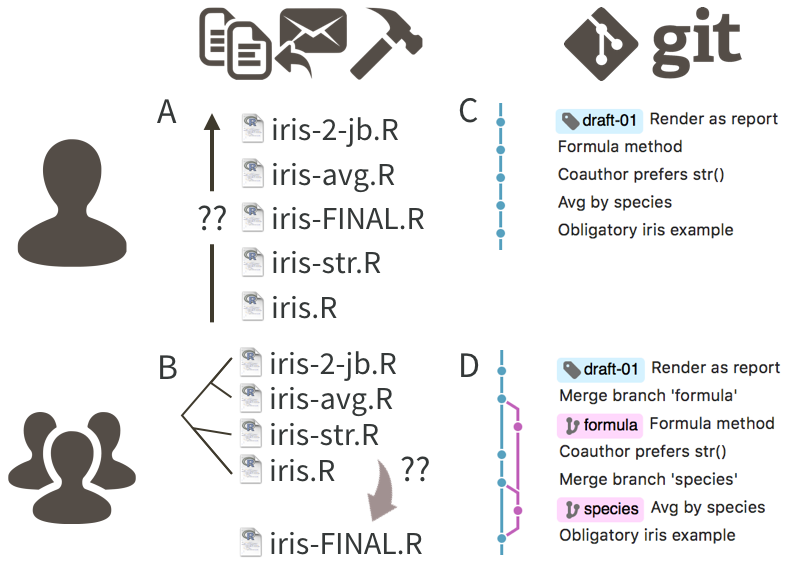 git
A
iris-2-jb.R
iris-avg.R
??
iris-FINAL.R
iris-str.R
iris.R
C
draft-01 Render as report
Formula method
Coauthor prefers str()
Avg by species
Obligatory iris example
B
iris-2-jb.R
iris-avg.R
iris-str.R
iris.R
??
iris-FINAL.R
D
draft-01 Render as report
Merge branch 'formula'
formula Formula method
Coauthor prefers str()
Merge branch 'species'
species Avg by species
Obligatory iris example